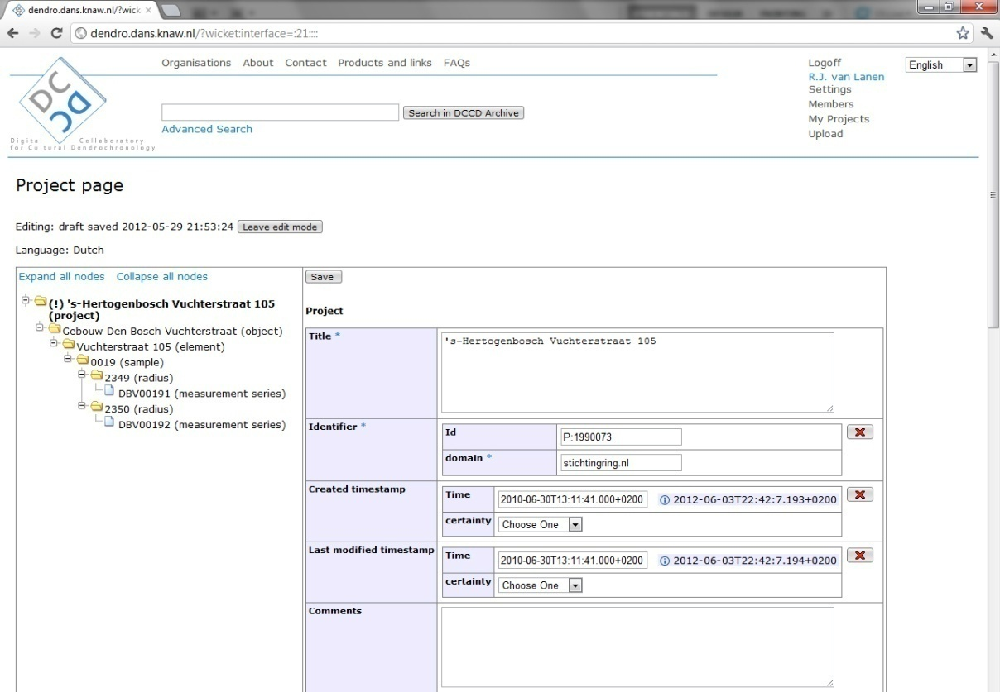 dendro.dans.knaw.nl/?wick
dendro.dans.knaw.nl/?wicket:interface=:21::::
Organisations About Contact Products and links FAQs
Logoff
R.J. van Lanen
Settings
Members
My Projects
Upload
English
DC
DC
Digital Collaboratory
for Cultural Dendrochronology
Search in DCCD Archive
Advanced Search
Project page
Editing: draft saved 2012-05-29 21:53:24 Leave edit mode
Language: Dutch
Expand all nodes Collapse all nodes
(!) 's-Hertogenbosch Vuchterstraat 105
(project)
Gebouw Den Bosch Vuchterstraat (object)
Vuchterstraat 105 (element)
0019 (sample)
2349 (radius)
DBV00191 (measurement series)
2350 (radius)
DBV00192 (measurement series)
Save
Project
Title * 's-Hertogenbosch Vuchterstraat 105
Identifier * Id P:1990073
domain * stichtingring.nl
Created timestamp Time 2010-06-30T13:11:41.000+0200 2012-06-03T22:42:7.193+0200
certainty Choose One
Last modified timestamp Time 2010-06-30T13:11:41.000+0200 2012-06-03T22:42:7.194+0200
certainty Choose One
Comments